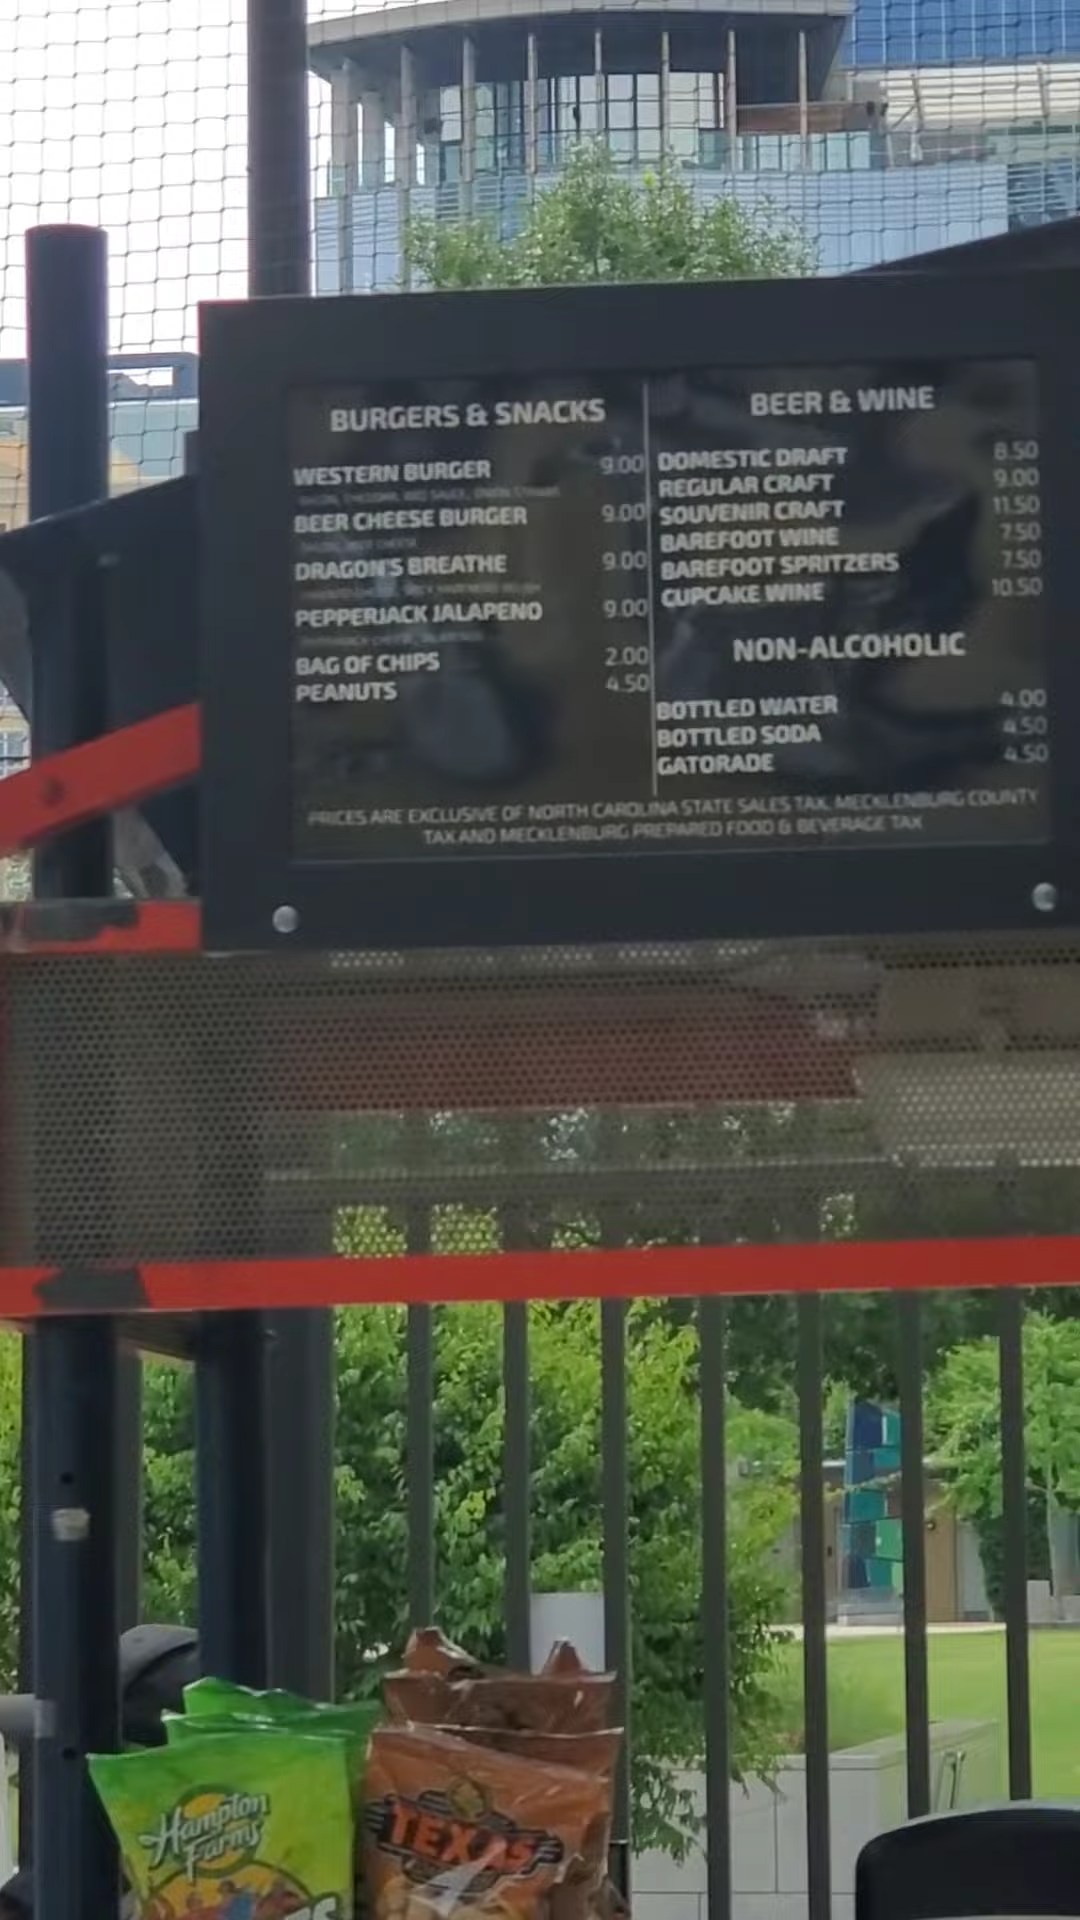 BURGERS & SNACKS
WESTERN BURGER 9.00
BEER CHEESE BURGER 9.00
DRAGON'S BREATHE 9.00
PEPPERJACK JALAPENO 9.00
BAG OF CHIPS 2.00
PEANUTS 4.50
BEER & WINE
DOMESTIC DRAFT 8.50
REGULAR CRAFT 9.00
SOUVENIR CRAFT 11.50
BAREFOOT WINE 7.50
BAREFOOT SPRITZERS 7.50
CUPCAKE WINE 10.50
NON-ALCOHOLIC
BOTTLED WATER 4.00
BOTTLED SODA 4.50
GATORADE 4.50
PRICES ARE EXCLUSIVE OF NORTH CAROLINA STATE SALES TAX, MECKLENBURG COUNTY
TAX AND MECKLENBURG PREPARED FOOD & BEVERAGE TAX
Hampton
Farms
TEXAS